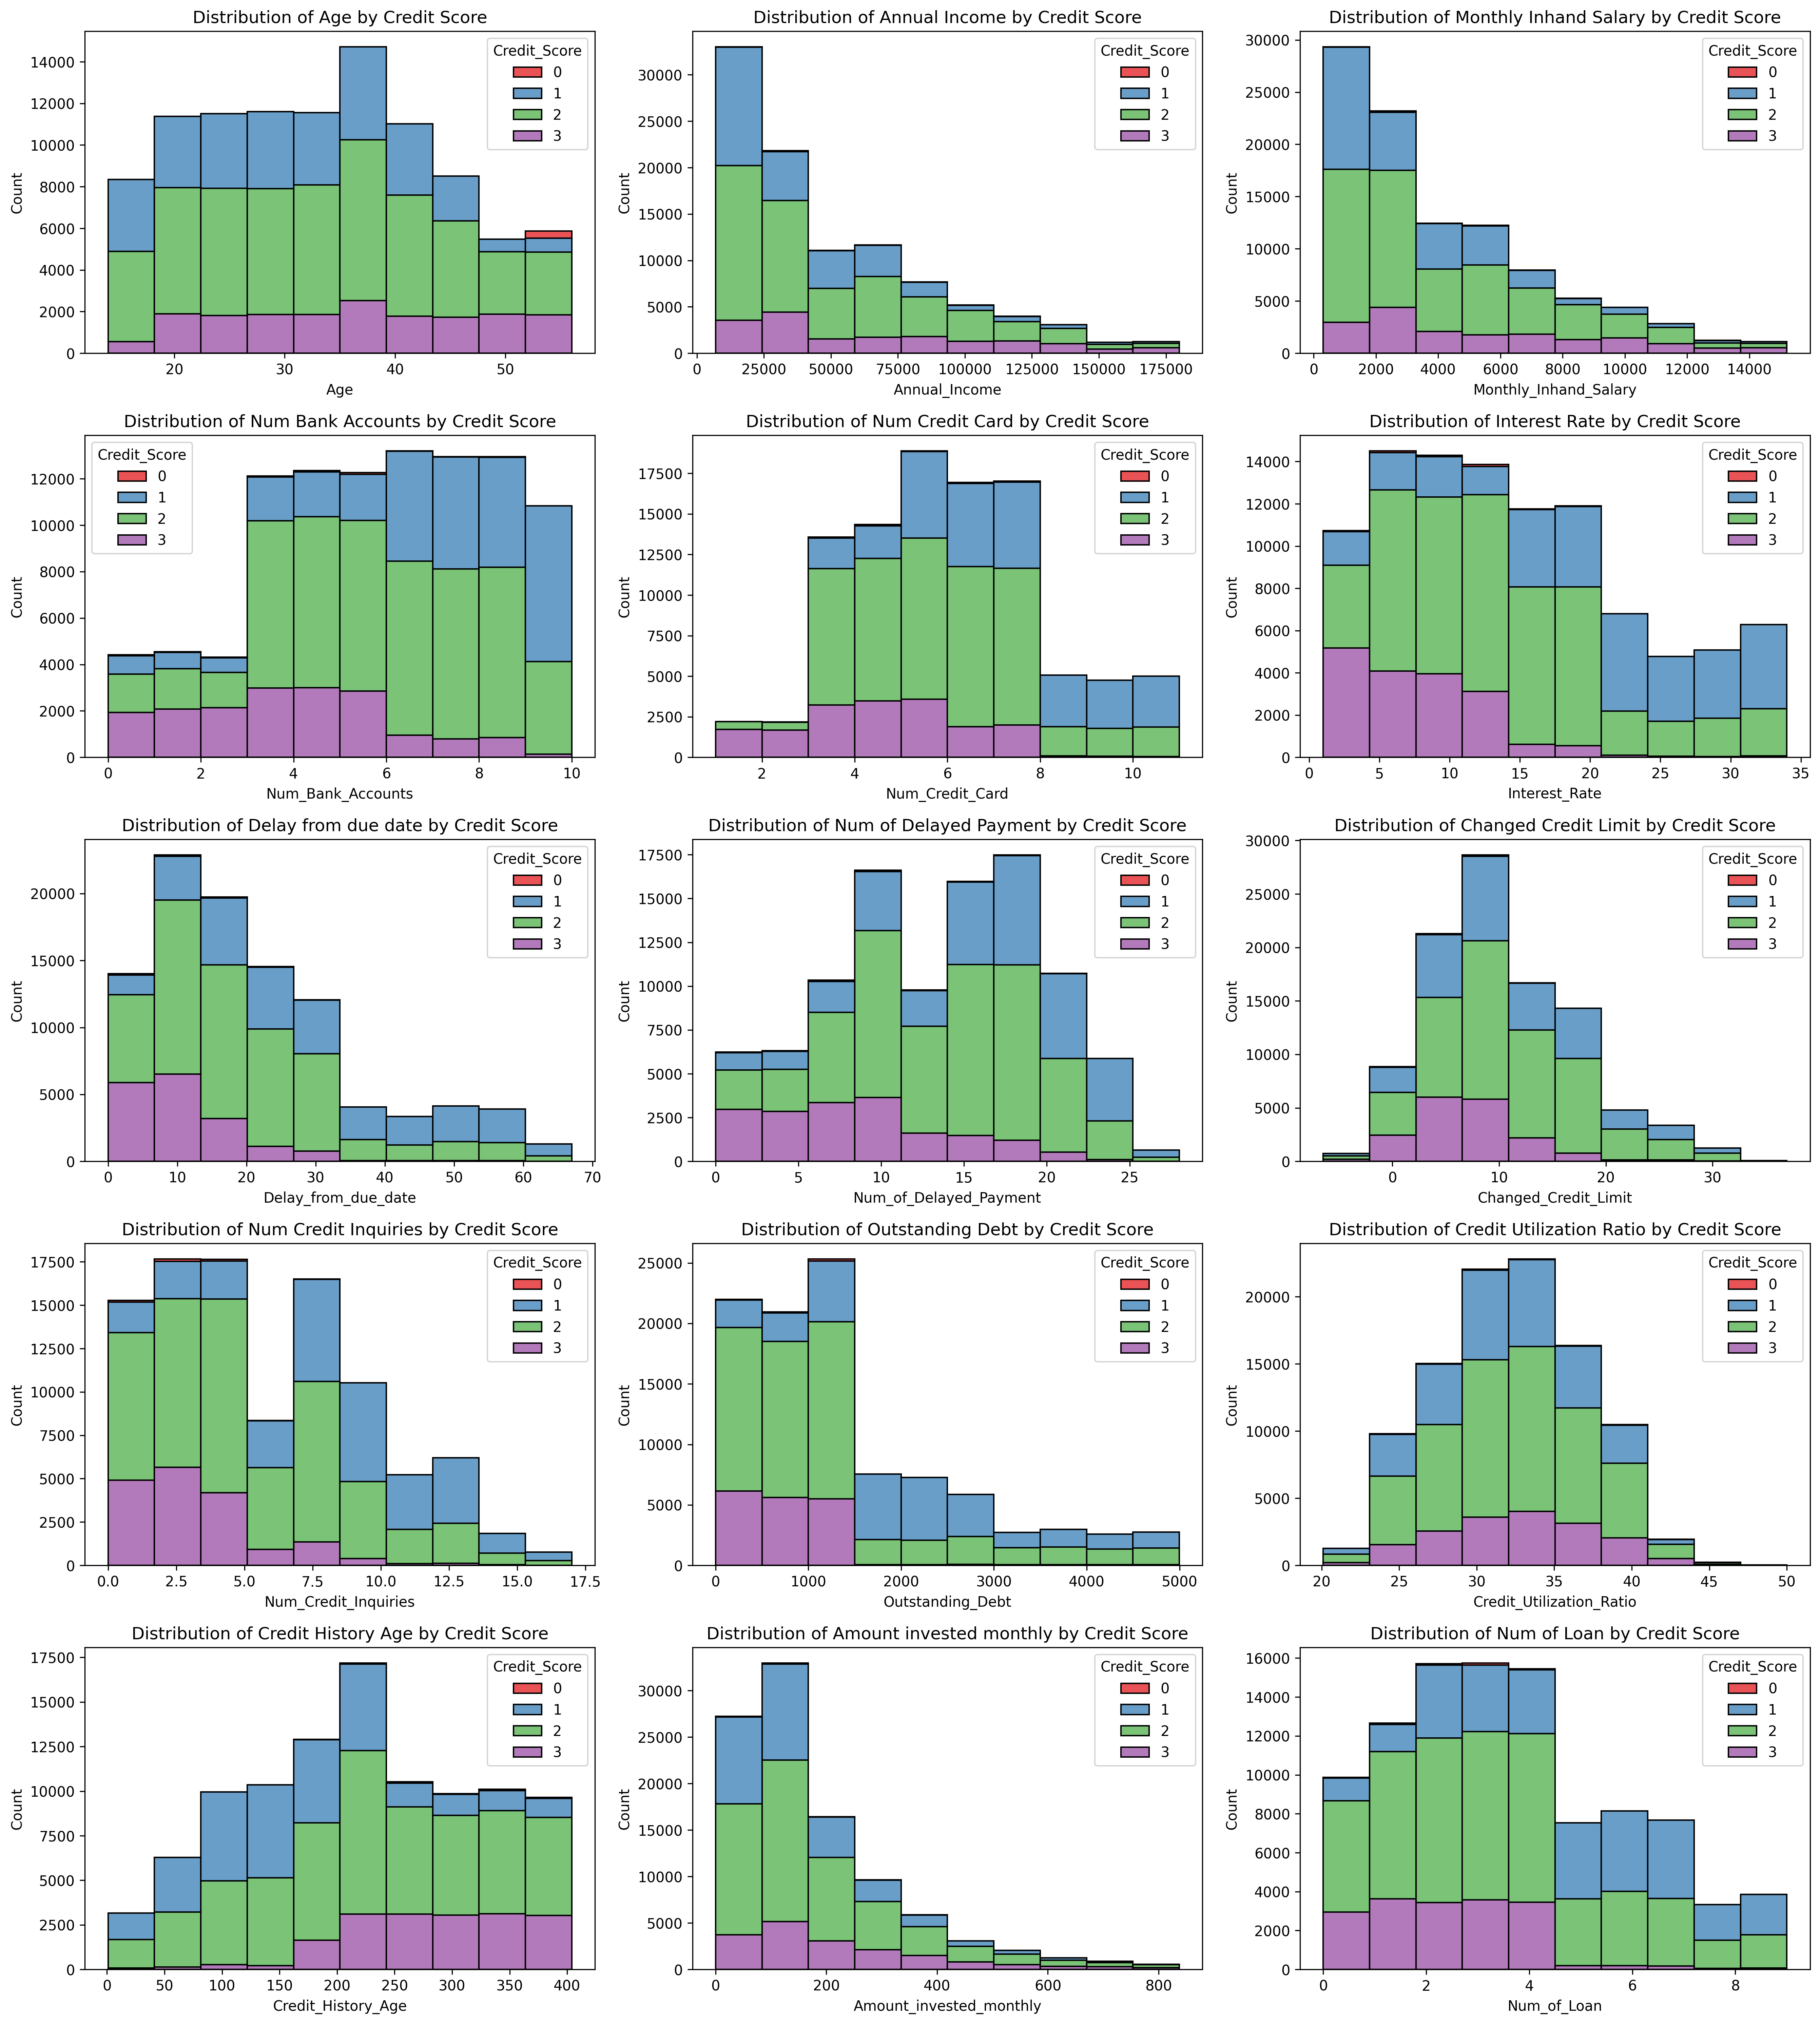 Distribution of Age by Credit Score
Credit_Score
0
1
2
3
Count
14000
12000
10000
8000
6000
4000
2000
0
20 30 40 50
Age
Distribution of Annual Income by Credit Score
Credit_Score
0
1
2
3
Count
30000
25000
20000
15000
10000
5000
0
0 25000 50000 75000 100000 125000 150000 175000
Annual_Income
Distribution of Monthly Inhand Salary by Credit Score
Credit_Score
0
1
2
3
Count
30000
25000
20000
15000
10000
5000
0
0 2000 4000 6000 8000 10000 12000 14000
Monthly_Inhand_Salary
Distribution of Num Bank Accounts by Credit Score
Credit_Score
0
1
2
3
Count
12000
10000
8000
6000
4000
2000
0
0 2 4 6 8 10
Num_Bank_Accounts
Distribution of Num Credit Card by Credit Score
Credit_Score
0
1
2
3
Count
17500
15000
12500
10000
7500
5000
2500
0
2 4 6 8 10
Num_Credit_Card
Distribution of Interest Rate by Credit Score
Credit_Score
0
1
2
3
Count
14000
12000
10000
8000
6000
4000
2000
0
0 5 10 15 20 25 30 35
Interest_Rate
Distribution of Delay from due date by Credit Score
Credit_Score
0
1
2
3
Count
20000
15000
10000
5000
0
0 10 20 30 40 50 60 70
Delay_from_due_date
Distribution of Num of Delayed Payment by Credit Score
Credit_Score
0
1
2
3
Count
17500
15000
12500
10000
7500
5000
2500
0
0 5 10 15 20 25
Num_of_Delayed_Payment
Distribution of Changed Credit Limit by Credit Score
Credit_Score
0
1
2
3
Count
30000
25000
20000
15000
10000
5000
0
0 10 20 30
Changed_Credit_Limit
Distribution of Num Credit Inquiries by Credit Score
Credit_Score
0
1
2
3
Count
17500
15000
12500
10000
7500
5000
2500
0
0.0 2.5 5.0 7.5 10.0 12.5 15.0 17.5
Num_Credit_Inquiries
Distribution of Outstanding Debt by Credit Score
Credit_Score
0
1
2
3
Count
25000
20000
15000
10000
5000
0
0 1000 2000 3000 4000 5000
Outstanding_Debt
Distribution of Credit Utilization Ratio by Credit Score
Credit_Score
0
1
2
3
Count
20000
15000
10000
5000
0
20 25 30 35 40 45 50
Credit_Utilization_Ratio
Distribution of Credit History Age by Credit Score
Credit_Score
0
1
2
3
Count
17500
15000
12500
10000
7500
5000
2500
0
0 50 100 150 200 250 300 350 400
Credit_History_Age
Distribution of Amount invested monthly by Credit Score
Credit_Score
0
1
2
3
Count
30000
25000
20000
15000
10000
5000
0
0 200 400 600 800
Amount_invested_monthly
Distribution of Num of Loan by Credit Score
Credit_Score
0
1
2
3
Count
16000
14000
12000
10000
8000
6000
4000
2000
0
0 2 4 6 8
Num_of_Loan